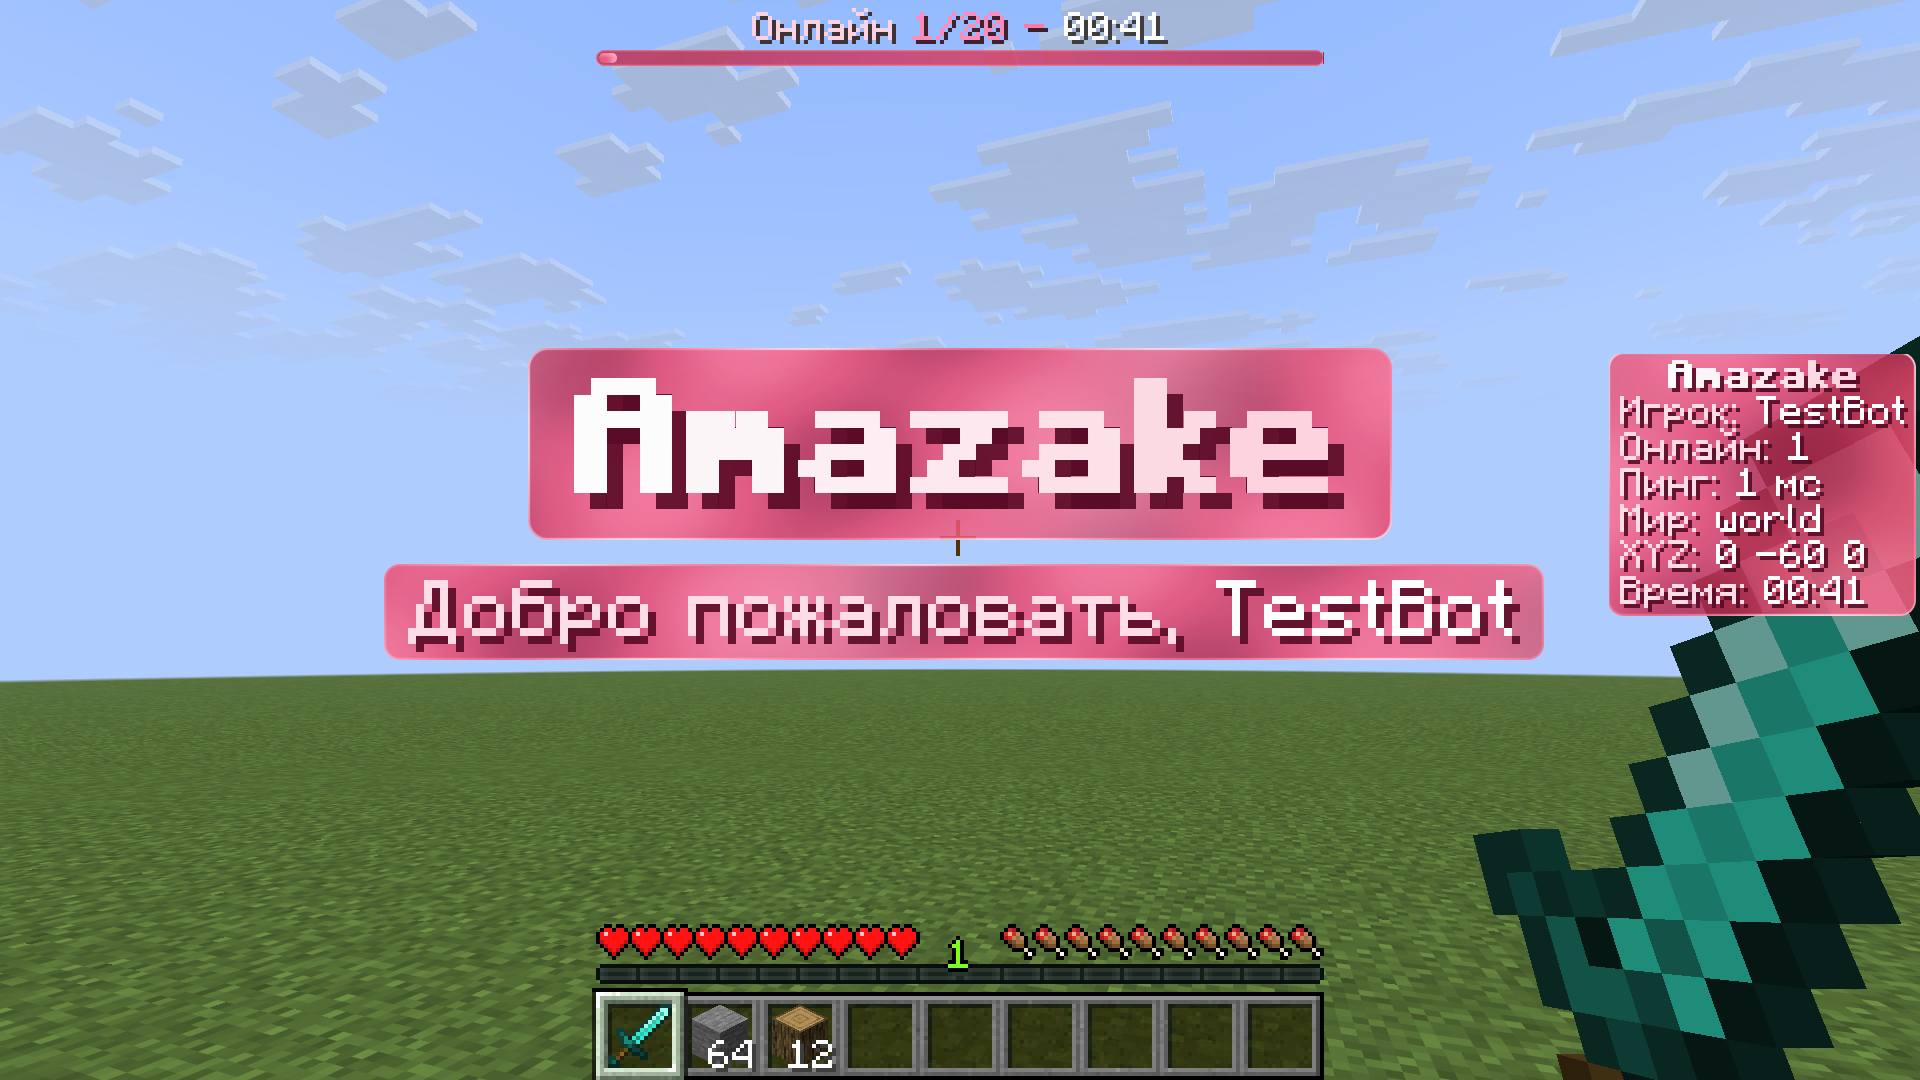 Онлайн 1/20 - 00:41
Amazake
Добро пожаловать, TestBot
Amazake
Игрок: TestBot
Онлайн: 1
Пинг: 1 мс
Мир: world
XYZ: 0 -60 0
Время: 00:41
1
64
12